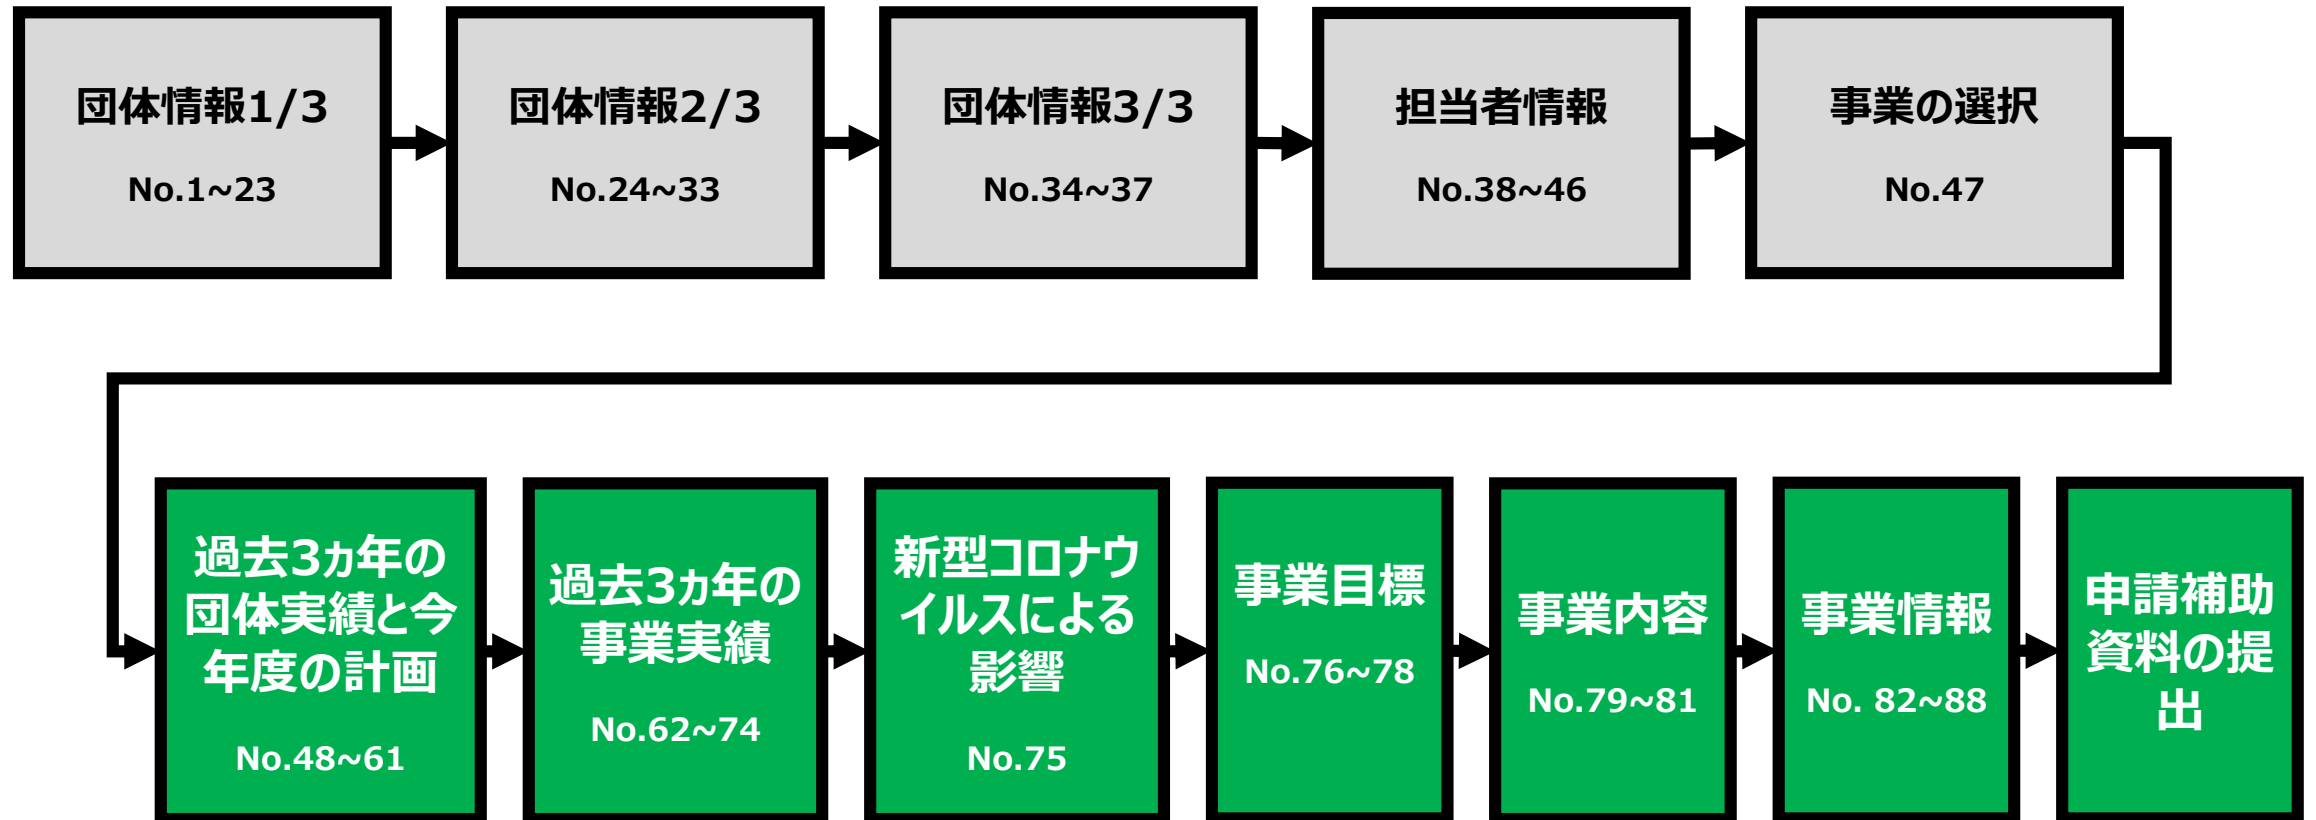 団体情報1/3
No.1~23
団体情報2/3
No.24~33
団体情報3/3
No.34~37
担当者情報
No.38~46
事業の選択
No.47
過去3ヵ年の
団体実績と今
年度の計画
No.48~61
過去3ヵ年の
事業実績
No.62~74
新型コロナウ
イルスによる
影響
No.75
事業目標
No.76~78
事業内容
No.79~81
事業情報
No. 82~88
申請補助
資料の提
出